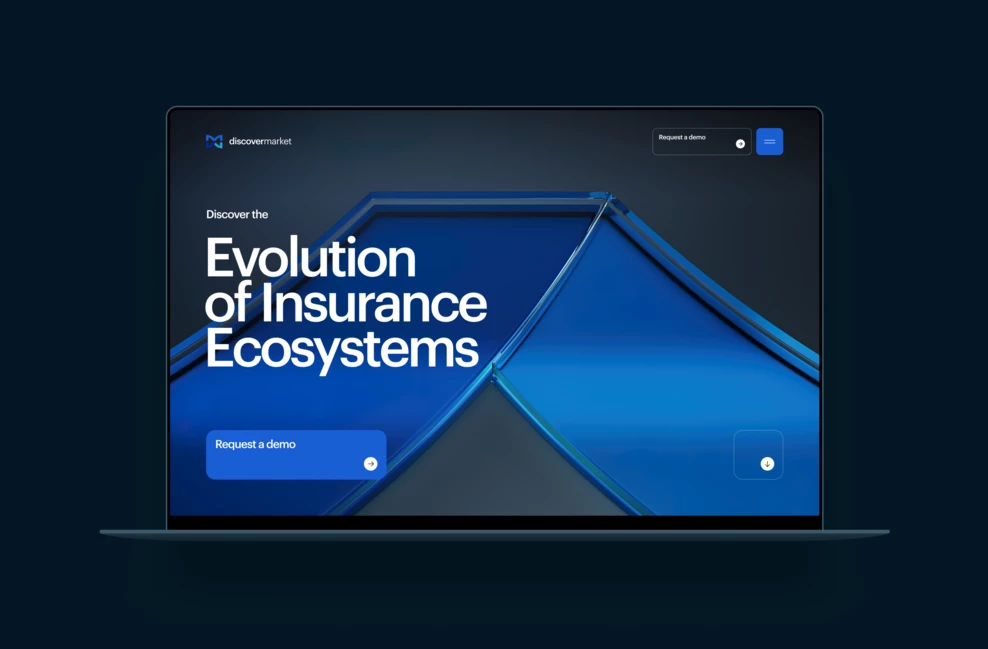 discovermarket
Request a demo
Discover the
Evolution
of Insurance
Ecosystems
Request a demo